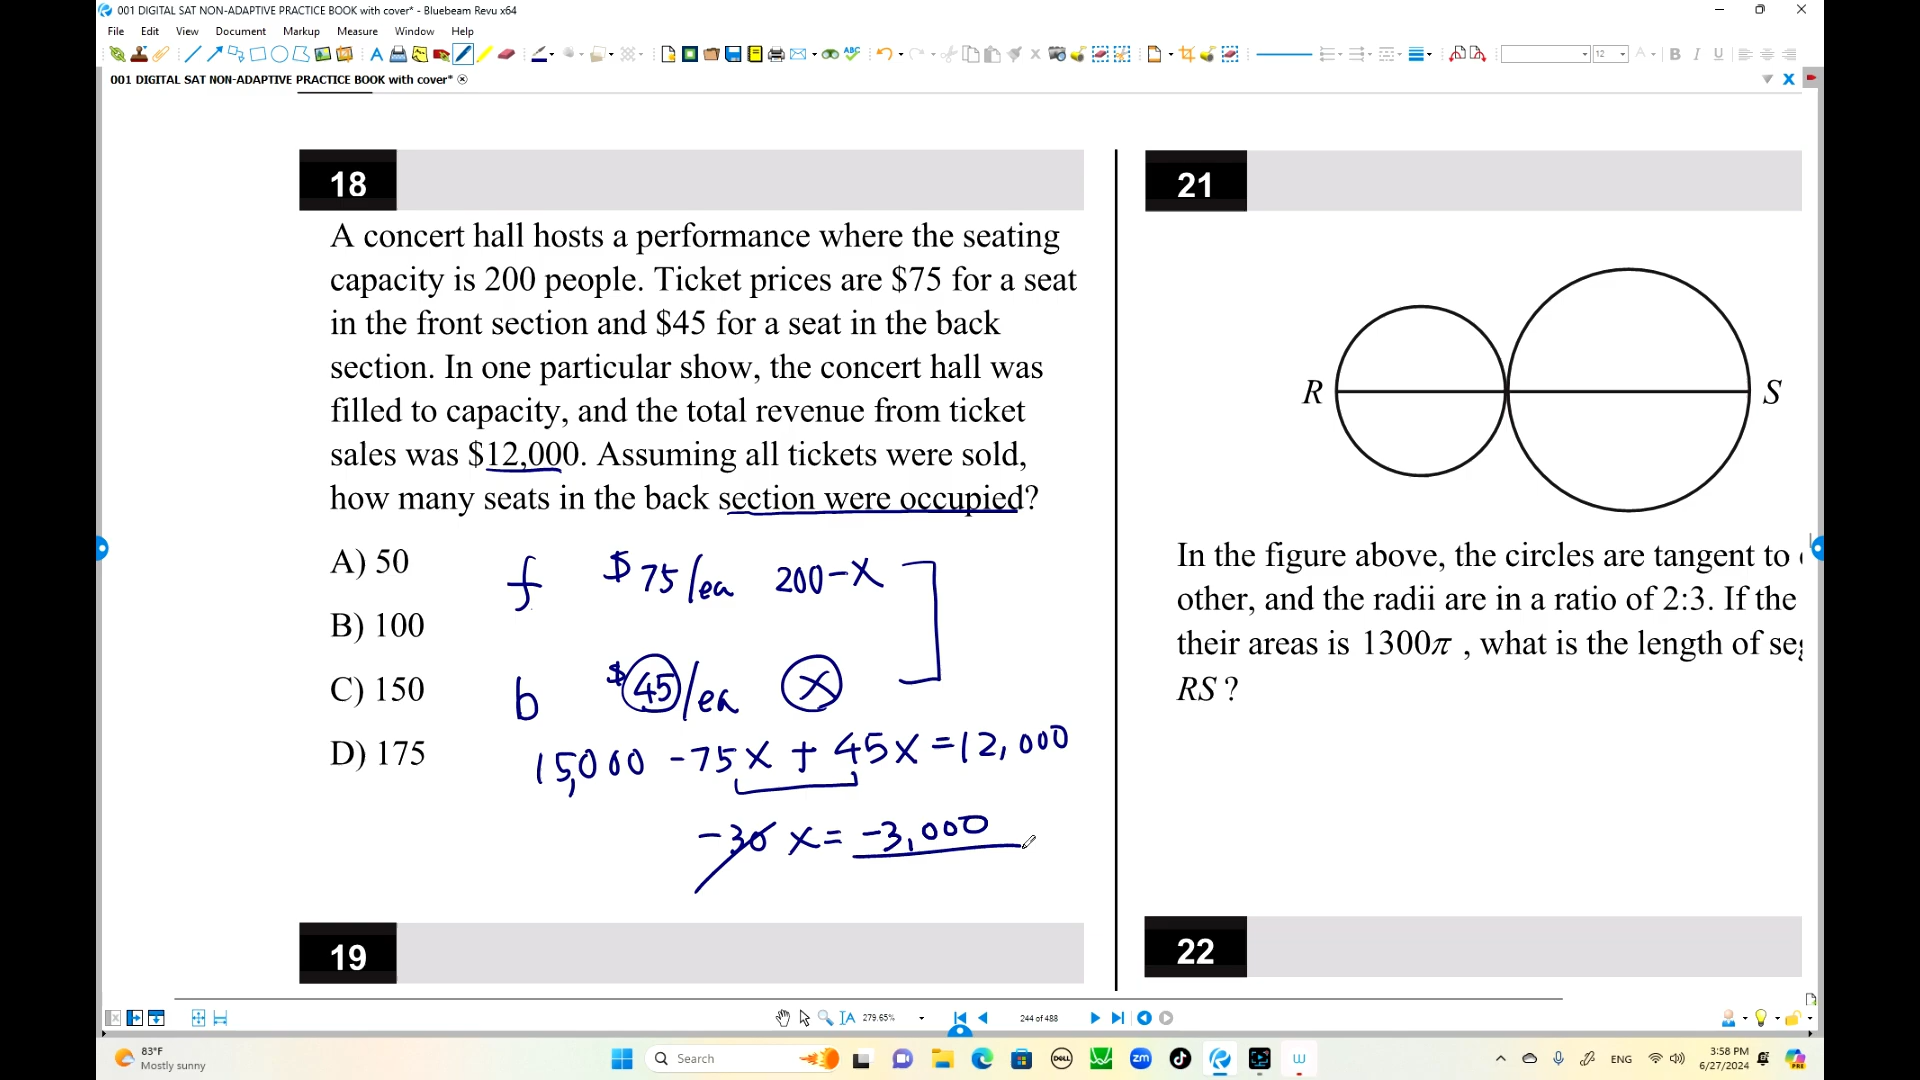 001 DIGITAL SAT NON-ADAPTIVE PRACTICE BOOK with cover* - Bluebeam Revu x64
File Edit View Document Markup Measure Window Help
12
001 DIGITAL SAT NON-ADAPTIVE PRACTICE BOOK with cover*
18
A concert hall hosts a performance where the seating
capacity is 200 people. Ticket prices are $75 for a seat
in the front section and $45 for a seat in the back
section. In one particular show, the concert hall was
filled to capacity, and the total revenue from ticket
sales was $12,000. Assuming all tickets were sold,
how many seats in the back section were occupied?
A) 50
B) 100
C) 150
D) 175
f $75/ea 200-x
b $45/ea x
15,000 -75x + 45x =12,000
-30 x = -3,000
19
21
R S
In the figure above, the circles are tangent to
other, and the radii are in a ratio of 2:3. If the
their areas is 1300π , what is the length of se
RS ?
22
279.65% 244 of 488
83°F
Mostly sunny
Search
DELL
zm
ENG
3:58 PM
6/27/2024
PRE